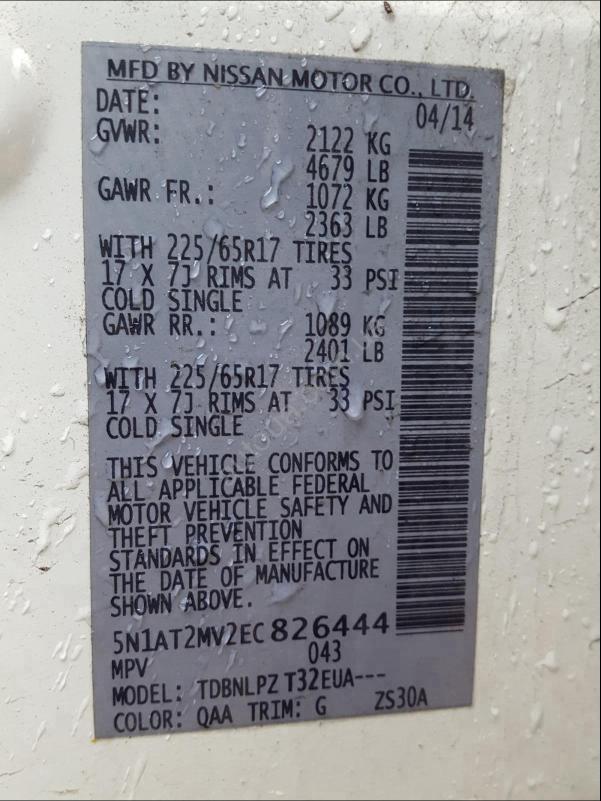 MFD BY NISSAN MOTOR CO., LTD.
DATE: 04/14
GVWR: 2122 KG
4679 LB
GAWR FR.: 1072 KG
2363 LB
WITH 225/65R17 TIRES
17 X 7J RIMS AT 33 PSI
COLD SINGLE
GAWR RR.: 1089 KG
2401 LB
WITH 225/65R17 TIRES
17 X 7J RIMS AT 33 PSI
COLD SINGLE
THIS VEHICLE CONFORMS TO
ALL APPLICABLE FEDERAL
MOTOR VEHICLE SAFETY AND
THEFT PREVENTION
STANDARDS IN EFFECT ON
THE DATE OF MANUFACTURE
SHOWN ABOVE.
5N1AT2MV2EC826444
MPV 043
MODEL: TDBNLPZ T32EUA---
COLOR: QAA TRIM: G ZS30A